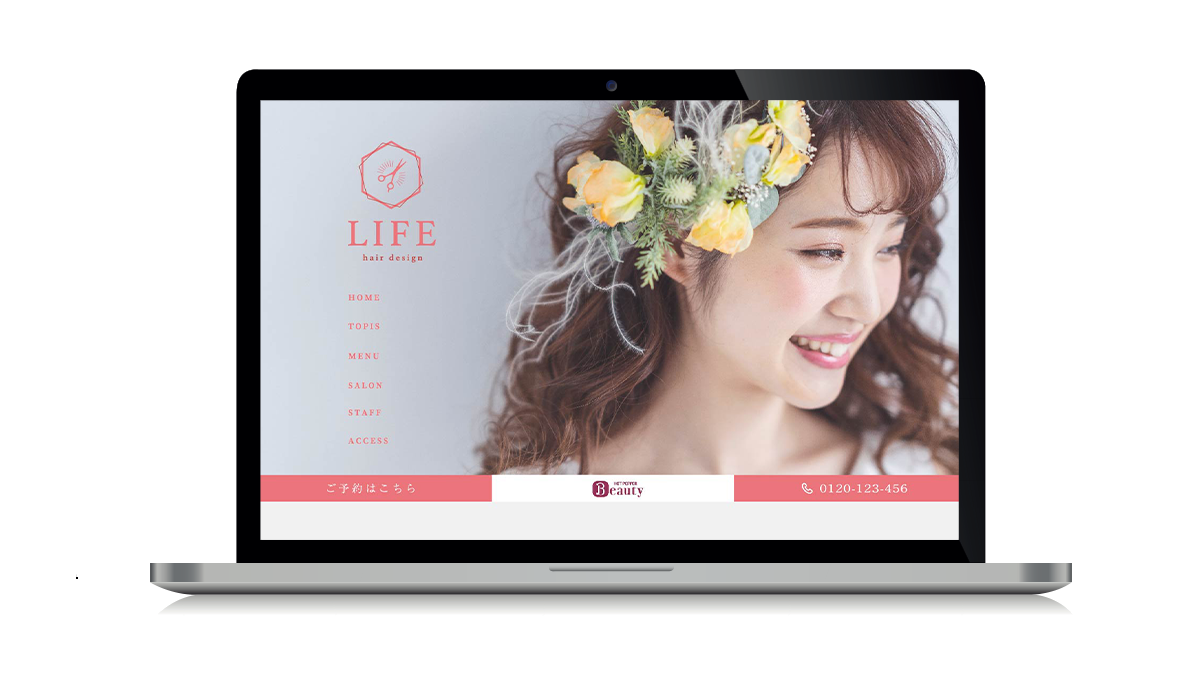 LIFE
hair design
HOME
TOPIS
MENU
SALON
STAFF
ACCESS
ご予約はこちら
HOT PEPPER
Beauty
0120-123-456